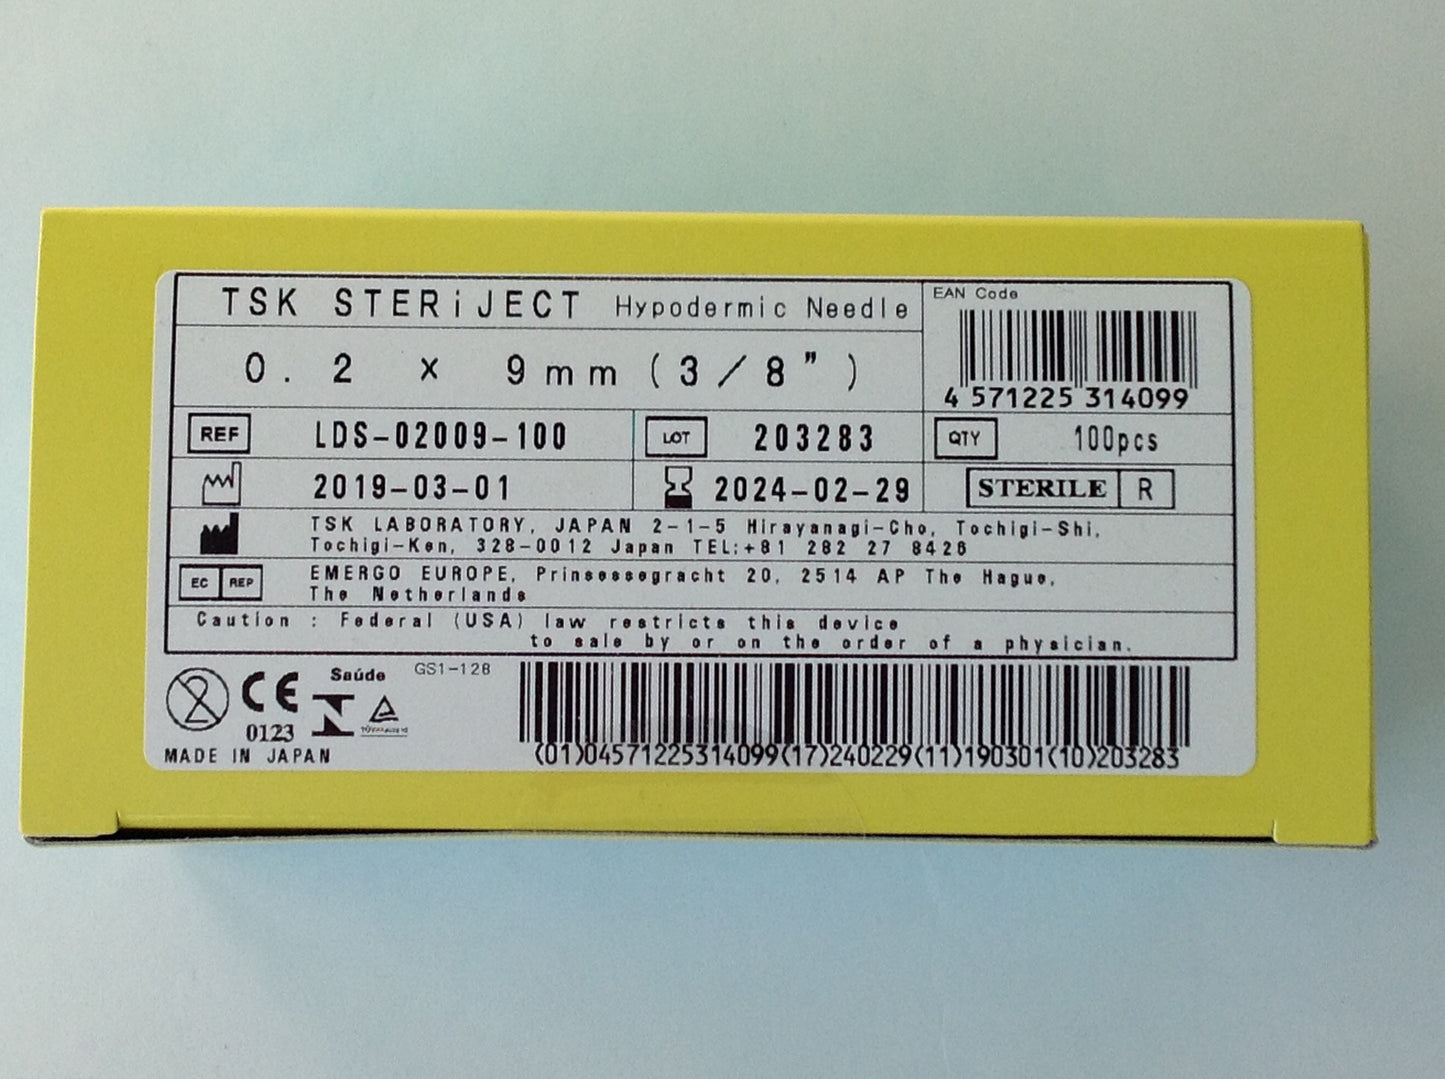 TSK STERiJECT Hypodermic Needle
0.2 x 9mm (3/8")
EAN Code
4 571225 314099
REF LDS-02009-100
LOT 203283
QTY 100pcs
2019-03-01
2024-02-29
STERILE R
TSK LABORATORY, JAPAN 2-1-5 Hirayanagi-Cho, Tochigi-Shi,
Tochigi-Ken, 328-0012 Japan TEL:+81 282 27 8428
EC REP
EMERGO EUROPE, Prinsessegracht 20, 2514 AP The Hague,
The Netherlands
Caution : Federal (USA) law restricts this device
to sale by or on the order of a physician.
2
CE
0123
Saúde
GS1-128
MADE IN JAPAN
(01)04571225314099(17)240229(11)190301(10)203283